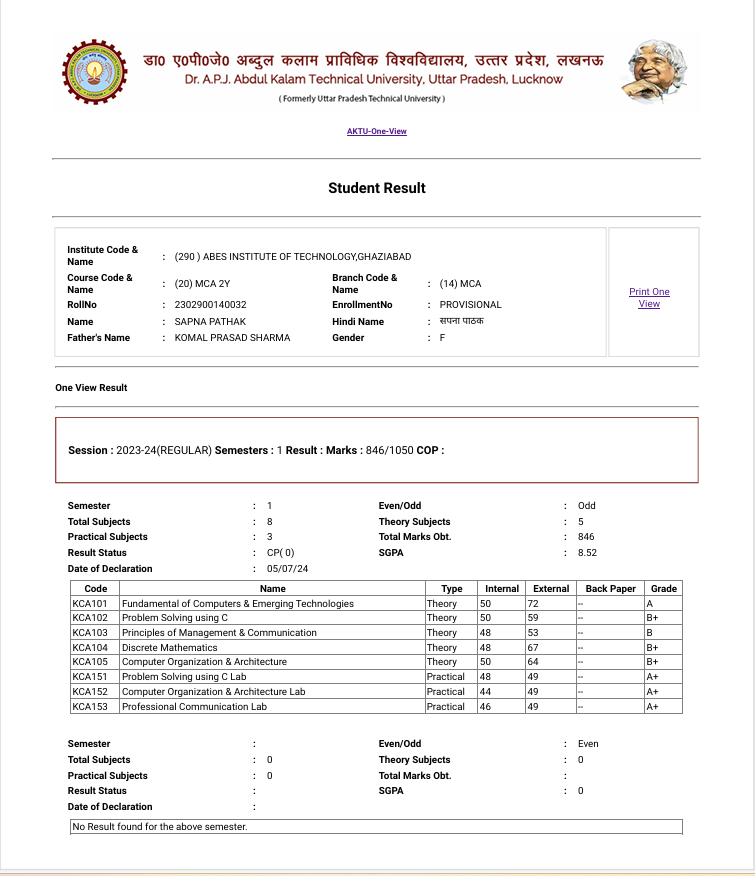 डा0 ए0पी0जे0 अब्दुल कलाम प्राविधिक विश्वविद्यालय, उत्तर प्रदेश, लखनऊ
Dr. A.P.J. Abdul Kalam Technical University, Uttar Pradesh, Lucknow
( Formerly Uttar Pradesh Technical University )
AKTU-One-View
Student Result
Institute Code & Name : (290 ) ABES INSTITUTE OF TECHNOLOGY,GHAZIABAD
Course Code & Name : (20) MCA 2Y Branch Code & Name : (14) MCA
RollNo : 2302900140032 EnrollmentNo : PROVISIONAL
Name : SAPNA PATHAK Hindi Name : सपना पाठक
Father's Name : KOMAL PRASAD SHARMA Gender : F
Print One View
One View Result
Session : 2023-24(REGULAR) Semesters : 1 Result : Marks : 846/1050 COP :
Semester : 1 Even/Odd : Odd
Total Subjects : 8 Theory Subjects : 5
Practical Subjects : 3 Total Marks Obt. : 846
Result Status : CP( 0) SGPA : 8.52
Date of Declaration : 05/07/24
Code Name Type Internal External Back Paper Grade
KCA101 Fundamental of Computers & Emerging Technologies Theory 50 72 -- A
KCA102 Problem Solving using C Theory 50 59 -- B+
KCA103 Principles of Management & Communication Theory 48 53 -- B
KCA104 Discrete Mathematics Theory 48 67 -- B+
KCA105 Computer Organization & Architecture Theory 50 64 -- B+
KCA151 Problem Solving using C Lab Practical 48 49 -- A+
KCA152 Computer Organization & Architecture Lab Practical 44 49 -- A+
KCA153 Professional Communication Lab Practical 46 49 -- A+
Semester : Even/Odd : Even
Total Subjects : 0 Theory Subjects : 0
Practical Subjects : 0 Total Marks Obt. :
Result Status : SGPA : 0
Date of Declaration :
No Result found for the above semester.